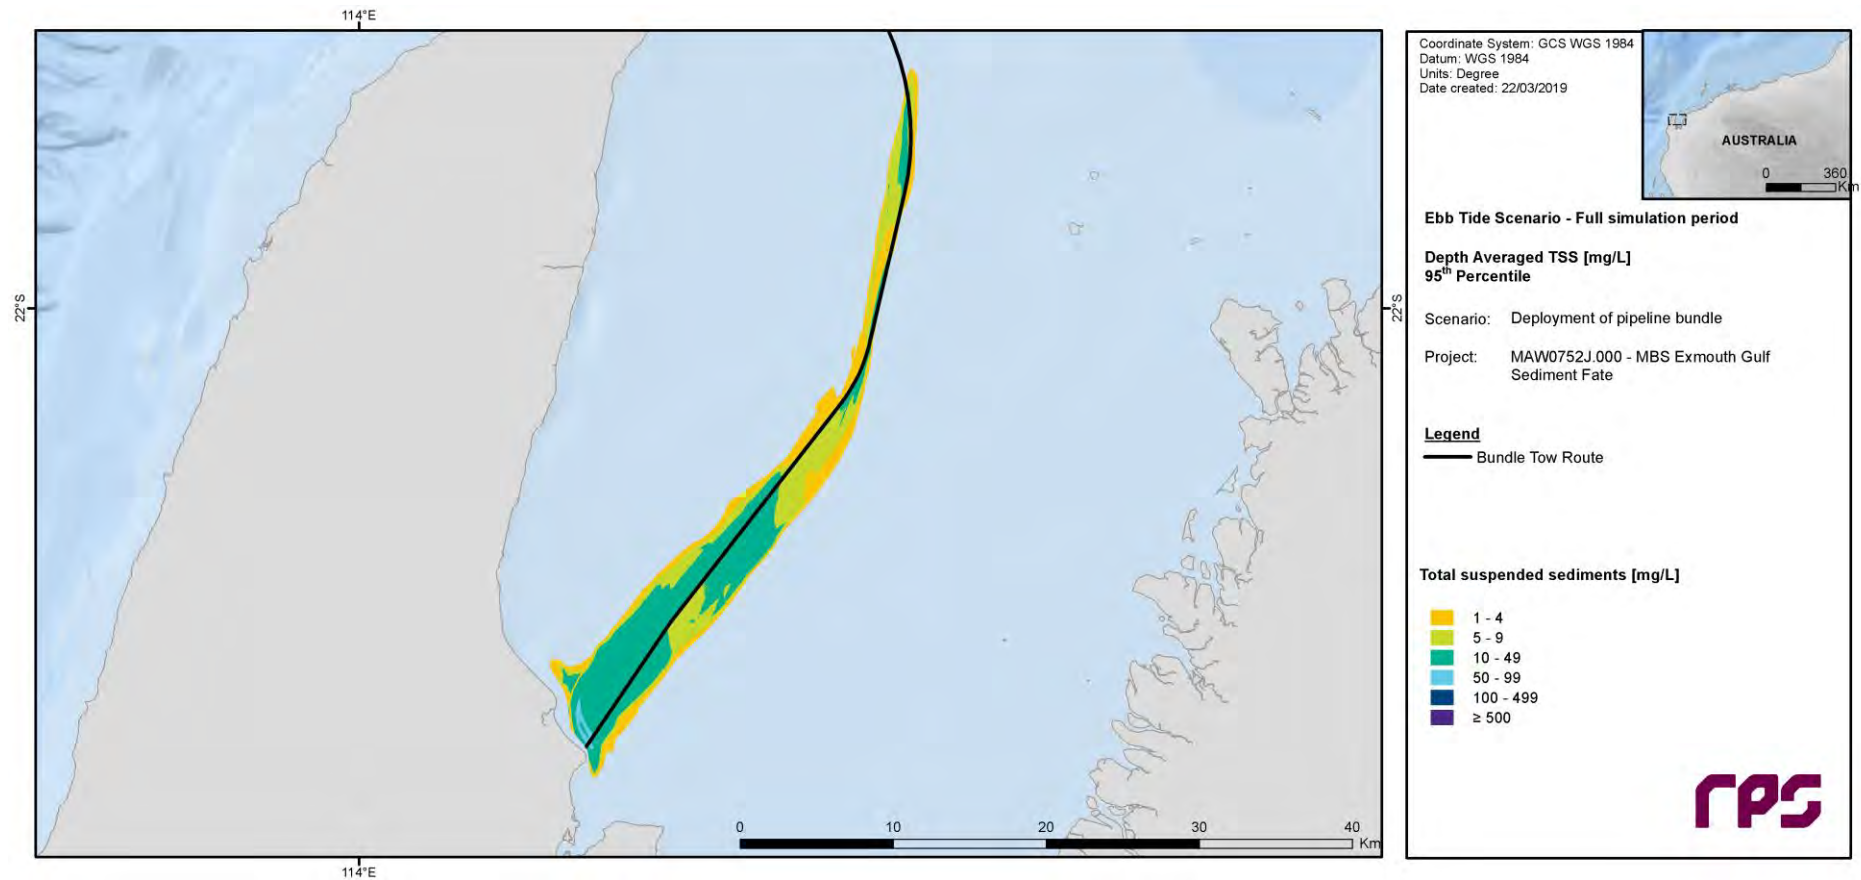 114°E
22°S
22°S
0 10 20 30 40
Km
114°E
Coordinate System: GCS WGS 1984
Datum: WGS 1984
Units: Degree
Date created: 22/03/2019
AUSTRALIA
0 360
Km
Ebb Tide Scenario - Full simulation period
Depth Averaged TSS [mg/L]
95th Percentile
Scenario: Deployment of pipeline bundle
Project: MAW0752J.000 - MBS Exmouth Gulf
Sediment Fate
Legend
Bundle Tow Route
Total suspended sediments [mg/L]
1 - 4
5 - 9
10 - 49
50 - 99
100 - 499
≥ 500
rps